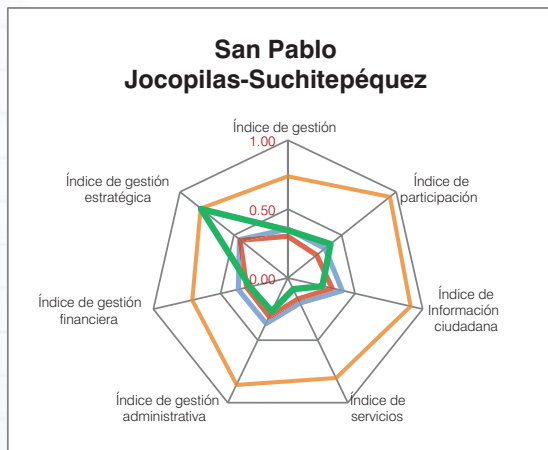 San Pablo
Jocopilas-Suchitepéquez
Índice de gestión
1.00
Índice de gestión
estratégica
Índice de
participación
0.50
0.00
Índice de gestión
financiera
Índice de
Información
ciudadana
Índice de gestión
administrativa
Índice de
servicios